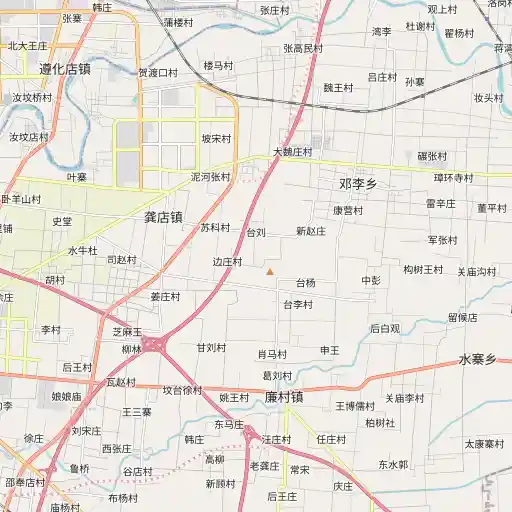 韩庄
张庄村
观上村
洛岗村
张寨
蒲楼村
湾李
杜谢村
翟杨村
北大王庄
张高民村
蒋湾
遵化店镇
贺渡口村
楼马村
吕庄村
孙寨
汝坟桥村
魏王村
妆头村
汝坟店村
坡宋村
大魏庄村
碾张村
叶寨
泥河张村
邓李乡
璋环寺村
卧羊山村
史堂
龚店镇
康营村
雷辛庄
董平村
里铺
苏科村
台刘
新赵庄
军张村
水牛杜
司赵村
边庄村
构树王村
关庙沟村
胡村
台杨
中彭
余庄
姜庄村
台李村
留候店
李村
芝麻王
后白观
柳林
甘刘村
肖马村
申王
水寨乡
后王村
葛刘村
瓦赵村
坟台徐村
娘娘庙
姚王村
廉村镇
关庙李村
王博儒村
王三寨
柏树社
刘宋庄
东马庄
徐庄
韩庄
汪庄村
任庄村
太康寨村
西张庄
高柳
老龚庄
东水郭
鲁桥
谷店村
常宋
邵奉店村
新顾村
庆庄
布杨村
后王庄
庙杨村